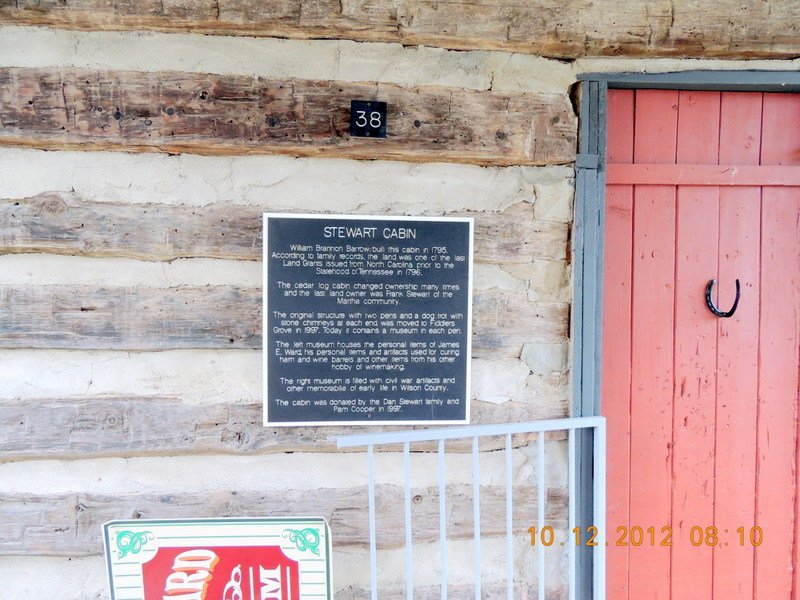 38
STEWART CABIN
William Brannon Barrow built this cabin in 1795.
According to family records, the land was one of the last
Land Grants issued from North Carolina prior to the
Statehood of Tennessee in 1796.
The cedar log cabin changed ownership many times
and the last land owner was Frank Stewart of the
Martha community.
The original structure with two pens and a dog trot with
stone chimneys at each end was moved to Fiddlers
Grove in 1997. Today it contains a museum in each pen.
The left museum houses the personal items of James
E. Ward, his personal items and artifacts used for curing
ham and wine barrels and other items from his other
hobby of winemaking.
The right museum is filled with civil war artifacts and
other memorabilia of early life in Wilson County.
The cabin was donated by the Dan Stewart family and
Pam Cooper in 1997.
10.12.2012 08:10